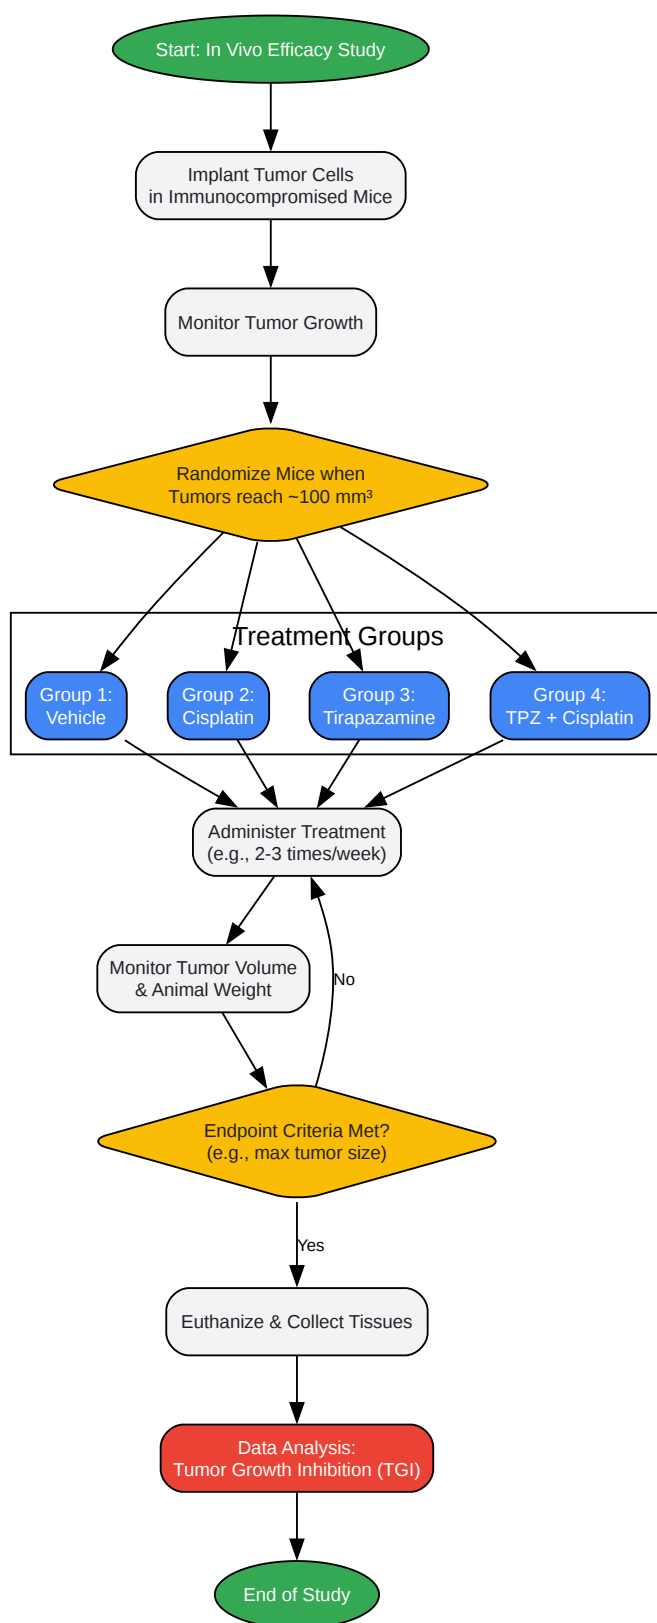 Start: In Vivo Efficacy Study
Implant Tumor Cells
in Immunocompromised Mice
Monitor Tumor Growth
Randomize Mice when
Tumors reach ~100 mm³
Treatment Groups
Group 1:
Vehicle
Group 2:
Cisplatin
Group 3:
Tirapazamine
Group 4:
TPZ + Cisplatin
Administer Treatment
(e.g., 2-3 times/week)
Monitor Tumor Volume
& Animal Weight
No
Endpoint Criteria Met?
(e.g., max tumor size)
Yes
Euthanize & Collect Tissues
Data Analysis:
Tumor Growth Inhibition (TGI)
End of Study